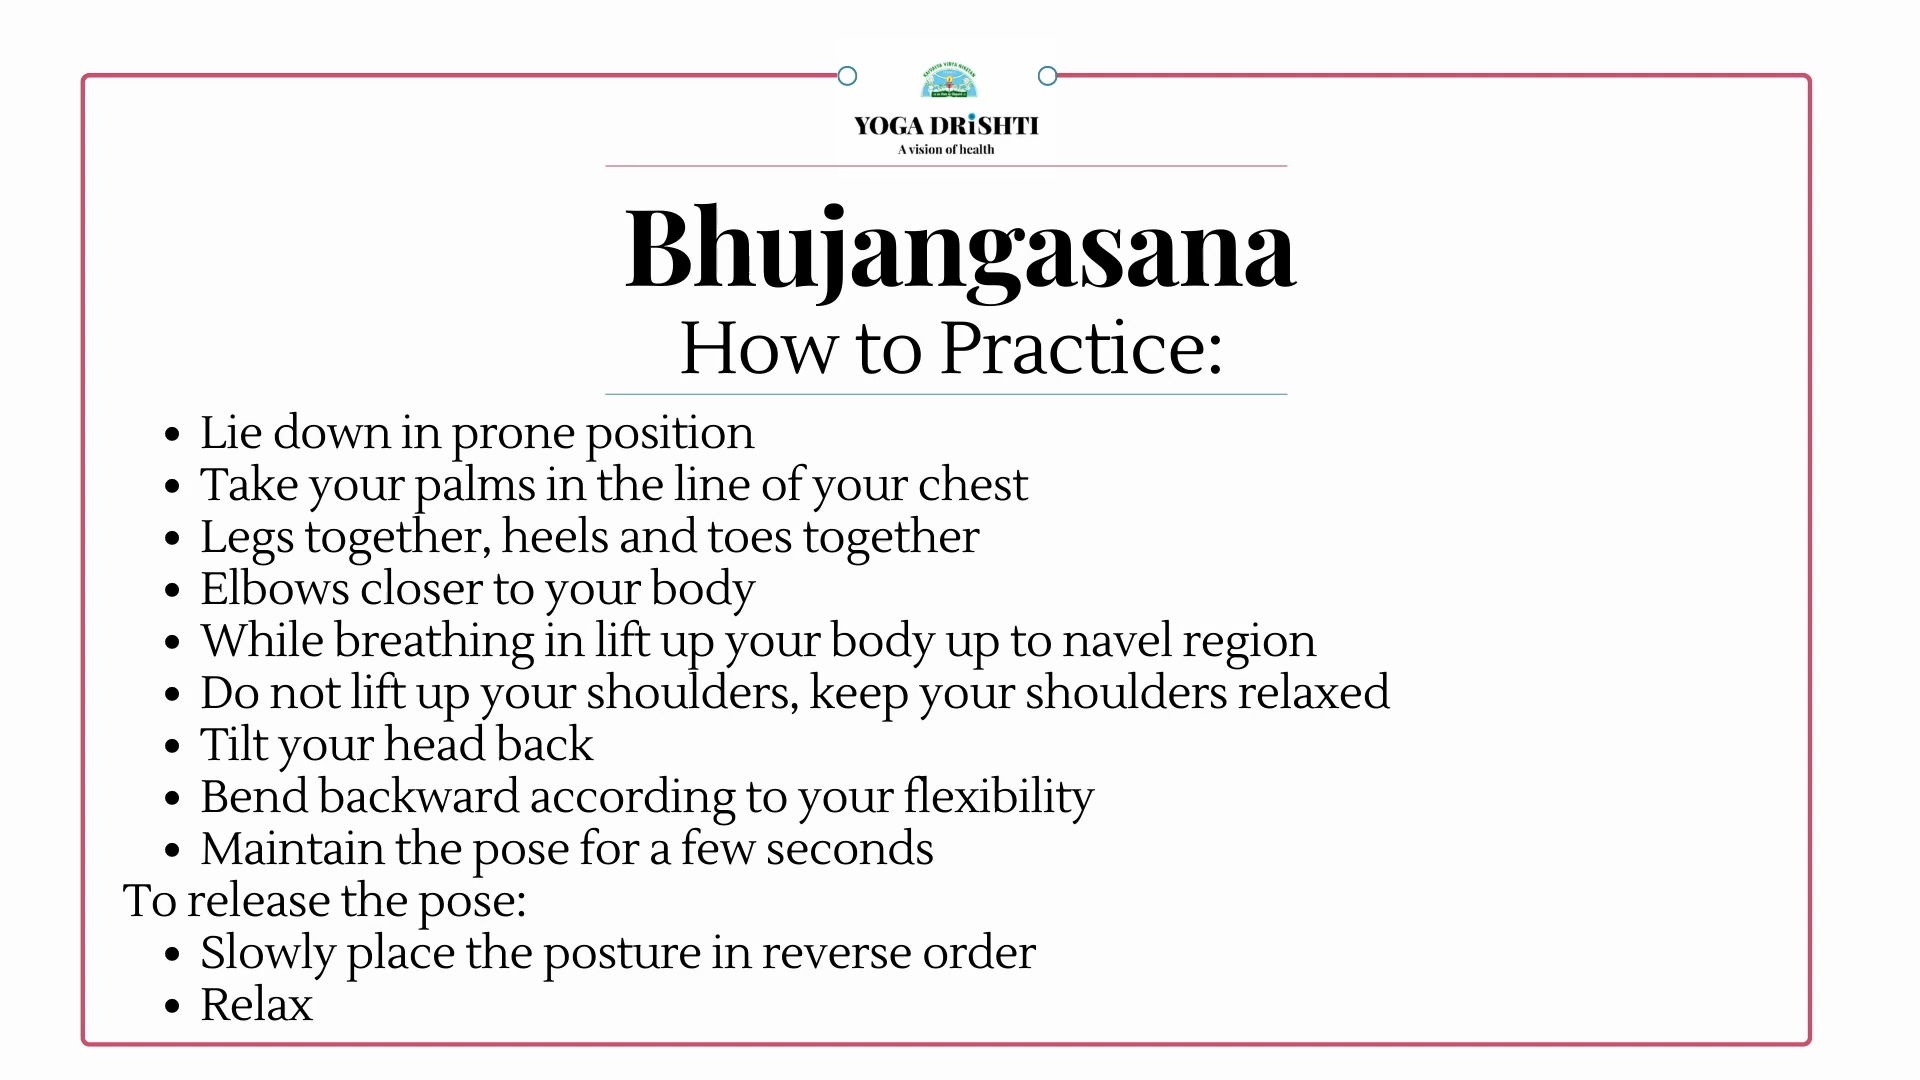 YOGA DRiSHTI
A vision of health
Bhujangasana
How to Practice:
• Lie down in prone position
• Take your palms in the line of your chest
• Legs together, heels and toes together
• Elbows closer to your body
• While breathing in lift up your body up to navel region
• Do not lift up your shoulders, keep your shoulders relaxed
• Tilt your head back
• Bend backward according to your flexibility
• Maintain the pose for a few seconds
To release the pose:
• Slowly place the posture in reverse order
• Relax